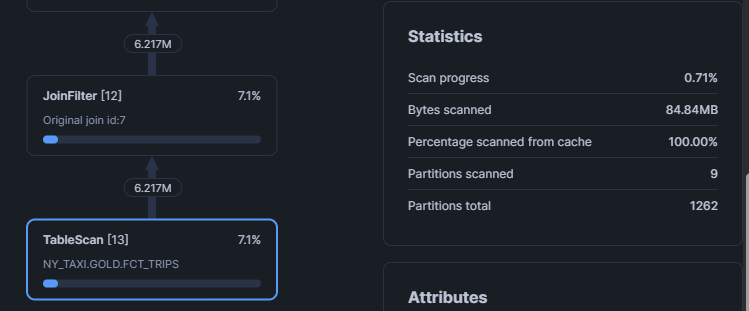 6.217M
JoinFilter [12] 7.1%
Original join id:7
6.217M
TableScan [13] 7.1%
NY_TAXI.GOLD.FCT_TRIPS
Statistics
Scan progress 0.71%
Bytes scanned 84.84MB
Percentage scanned from cache 100.00%
Partitions scanned 9
Partitions total 1262
Attributes